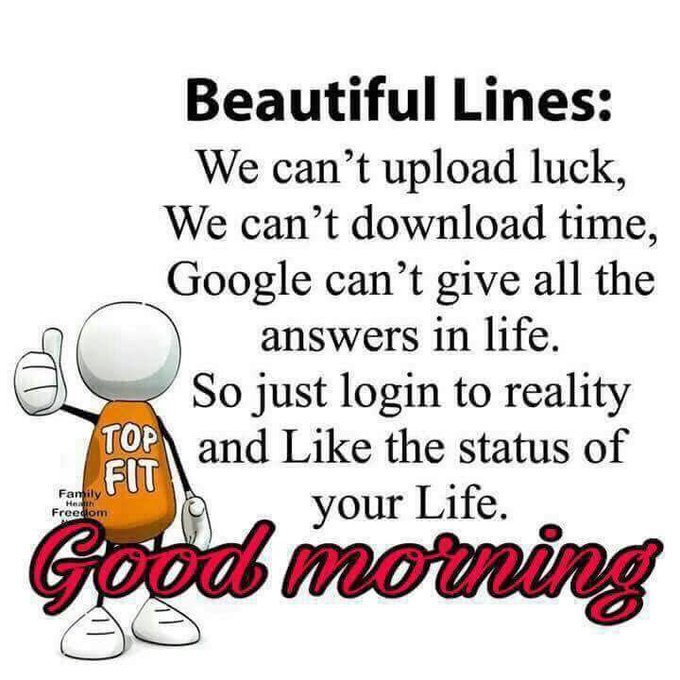 Beautiful Lines:
We can't upload luck,
We can't download time,
Google can't give all the
answers in life.
So just login to reality
and Like the status of
your Life.
TOP
FIT
Family
Health
Freedom
Good morning